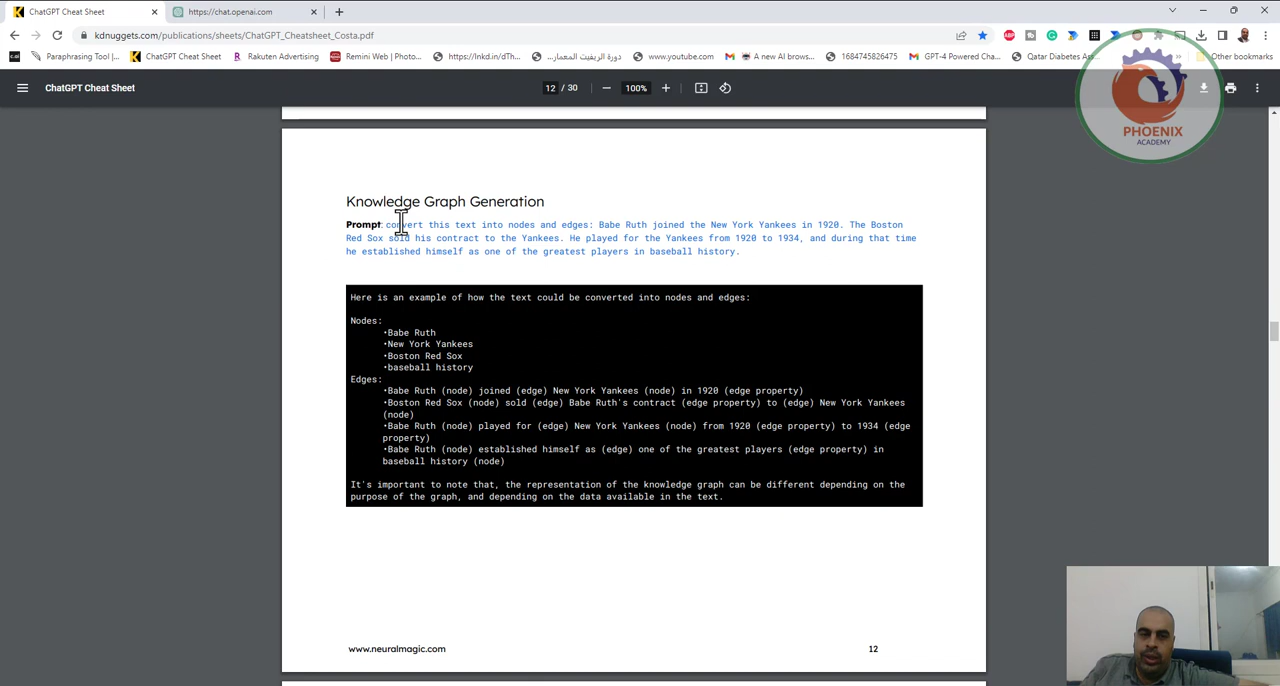 ChatGPT Cheat Sheet
https://chat.openai.com/
kdnuggets.com/publications/sheets/ChatGPT_Cheatsheet_Costa.pdf
Paraphrasing Tool |... ChatGPT Cheat Sheet Rakuten Advertising Remini Web | Photo... https://lnkd.in/dTh... دورة الريفيت المعمار... www.youtube.com A new AI brows... 1684745826475 GPT-4 Powered Cha... Qatar Diabetes As... » Other bookmarks
ChatGPT Cheat Sheet 12 / 30 100%
PHOENIX
ACADEMY
Knowledge Graph Generation
Prompt: convert this text into nodes and edges: Babe Ruth joined the New York Yankees in 1920. The Boston
Red Sox sold his contract to the Yankees. He played for the Yankees from 1920 to 1934, and during that time
he established himself as one of the greatest players in baseball history.
Here is an example of how the text could be converted into nodes and edges:
Nodes:
•Babe Ruth
•New York Yankees
•Boston Red Sox
•baseball history
Edges:
•Babe Ruth (node) joined (edge) New York Yankees (node) in 1920 (edge property)
•Boston Red Sox (node) sold (edge) Babe Ruth's contract (edge property) to (edge) New York Yankees
(node)
•Babe Ruth (node) played for (edge) New York Yankees (node) from 1920 (edge property) to 1934 (edge
property)
•Babe Ruth (node) established himself as (edge) one of the greatest players (edge property) in
baseball history (node)
It's important to note that, the representation of the knowledge graph can be different depending on the
purpose of the graph, and depending on the data available in the text.
www.neuralmagic.com 12